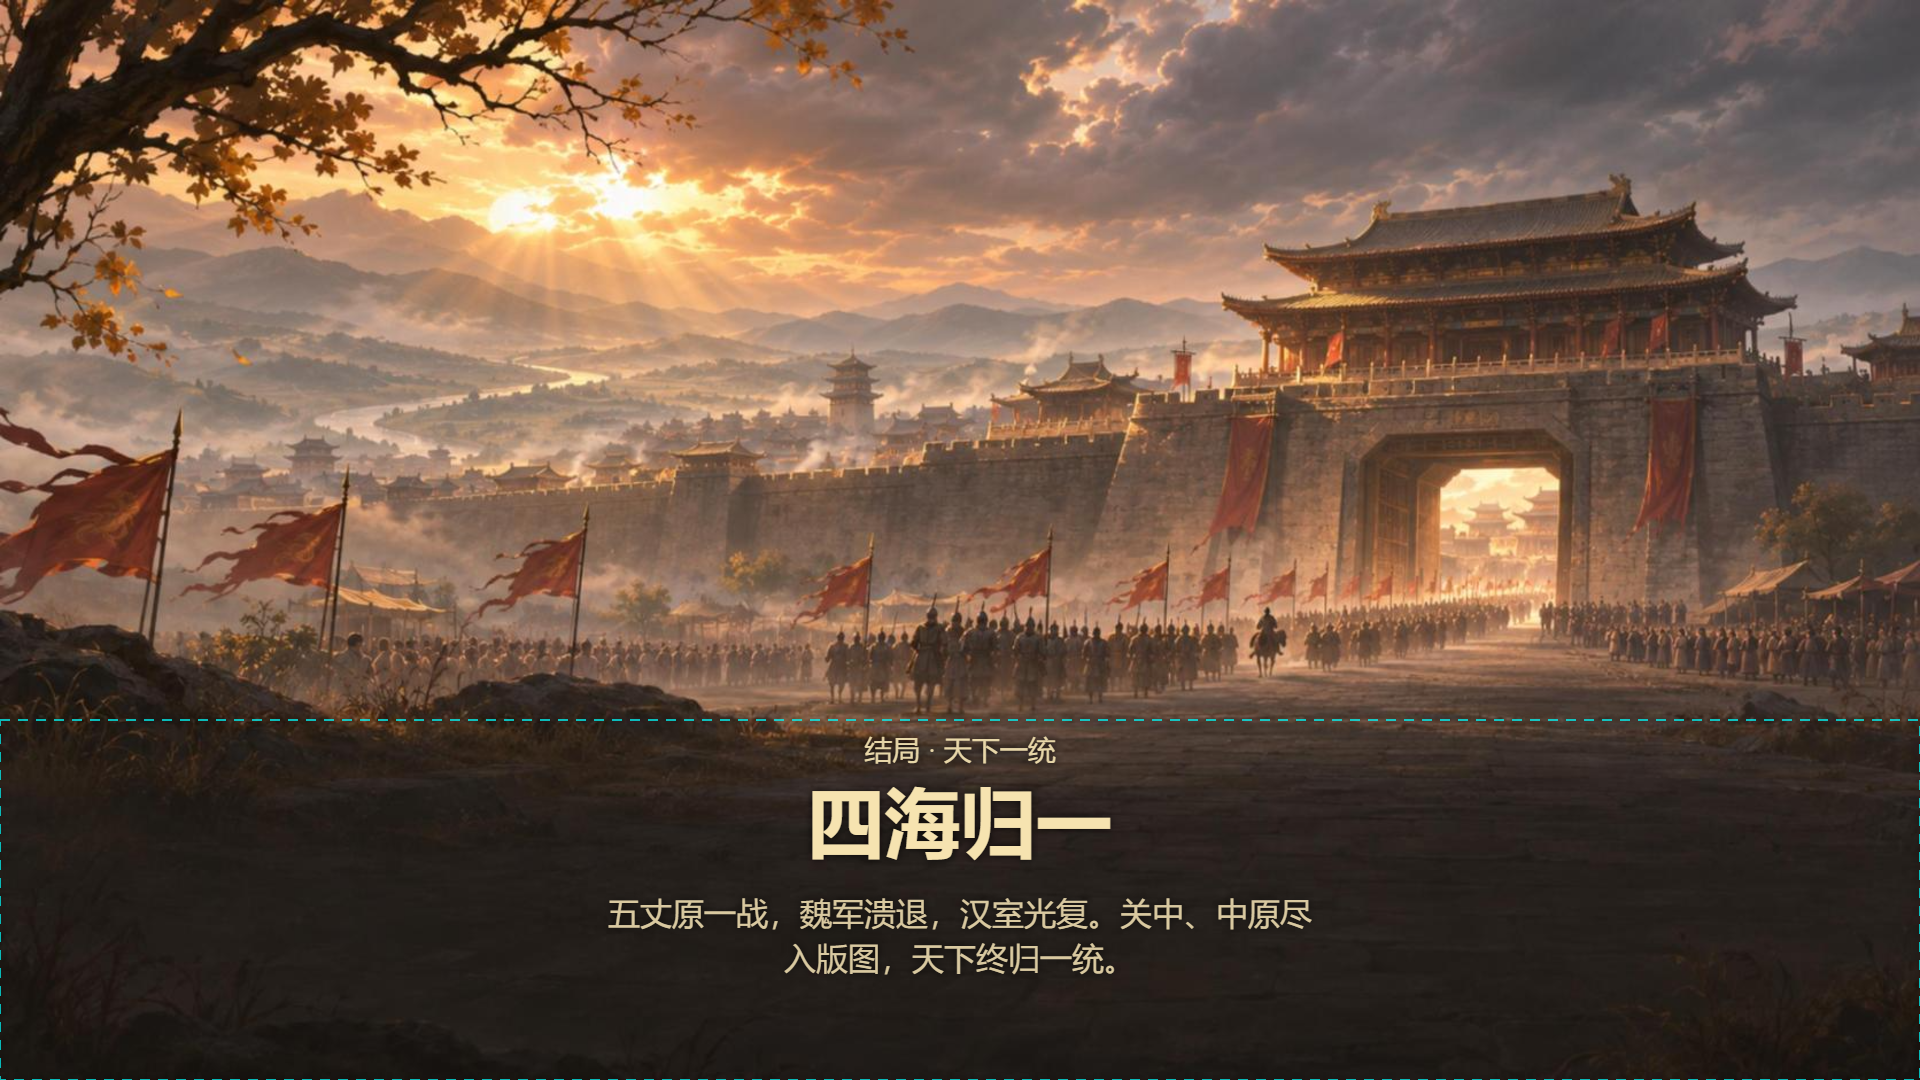 结局 · 天下一统
四海归一
五丈原一战，魏军溃退，汉室光复。关中、中原尽
入版图，天下终归一统。